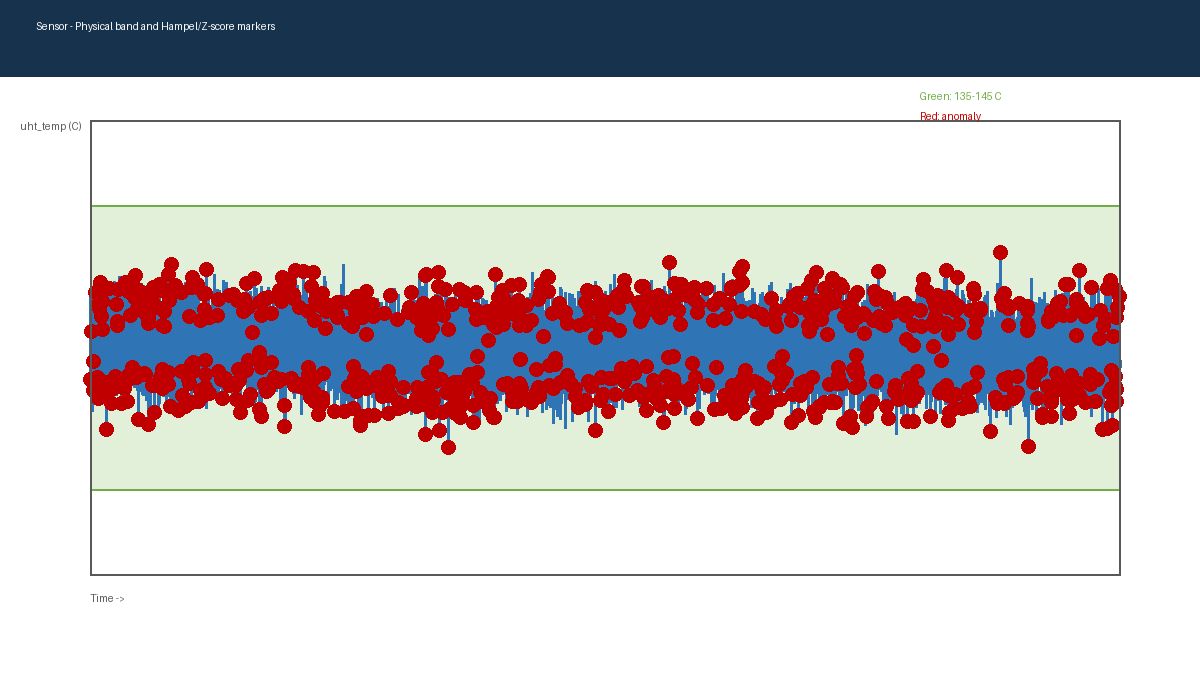 Sensor - Physical band and Hampel/Z-score markers
Green: 135-145 C
Red: anomaly
uht_temp (C)
Time ->